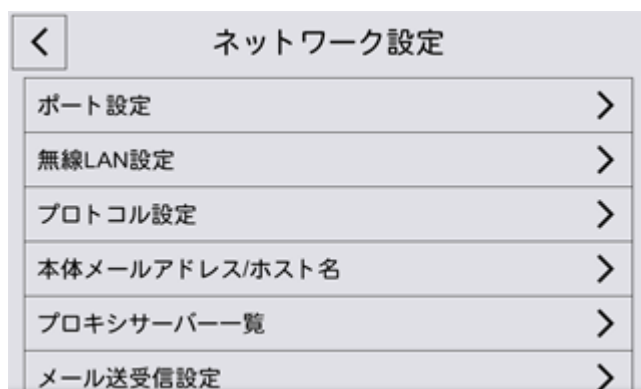 ネットワーク設定
ポート設定
無線LAN設定
プロトコル設定
本体メールアドレス/ホスト名
プロキシサーバー一覧
メール送受信設定